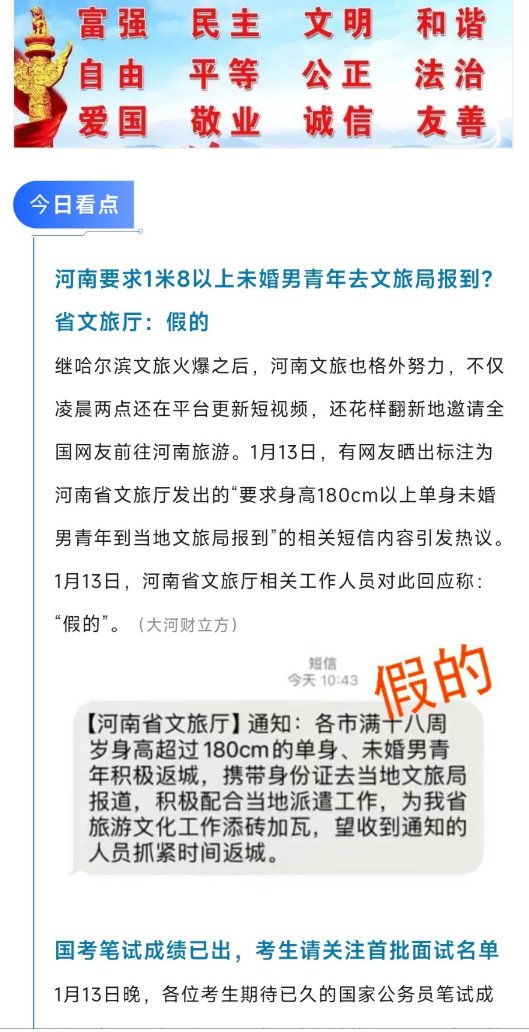 富强 民主 文明 和谐
自由 平等 公正 法治
爱国 敬业 诚信 友善
今日看点
河南要求1米8以上未婚男青年去文旅局报到?
省文旅厅：假的
继哈尔滨文旅火爆之后，河南文旅也格外努力，不仅
凌晨两点还在平台更新短视频，还花样翻新地邀请全
国网友前往河南旅游。1月13日，有网友晒出标注为
河南省文旅厅发出的“要求身高180cm以上单身未婚
男青年到当地文旅局报到”的相关短信内容引发热议。
1月13日，河南省文旅厅相关工作人员对此回应称：
“假的”。（大河财立方）
短信
今天 10:43
假的
【河南省文旅厅】通知：各市满十八周
岁身高超过180cm的单身、未婚男青
年积极返城，携带身份证去当地文旅局
报道，积极配合当地派遣工作，为我省
旅游文化工作添砖加瓦，望收到通知的
人员抓紧时间返城。
国考笔试成绩已出，考生请关注首批面试名单
1月13日晚，各位考生期待已久的国家公务员笔试成